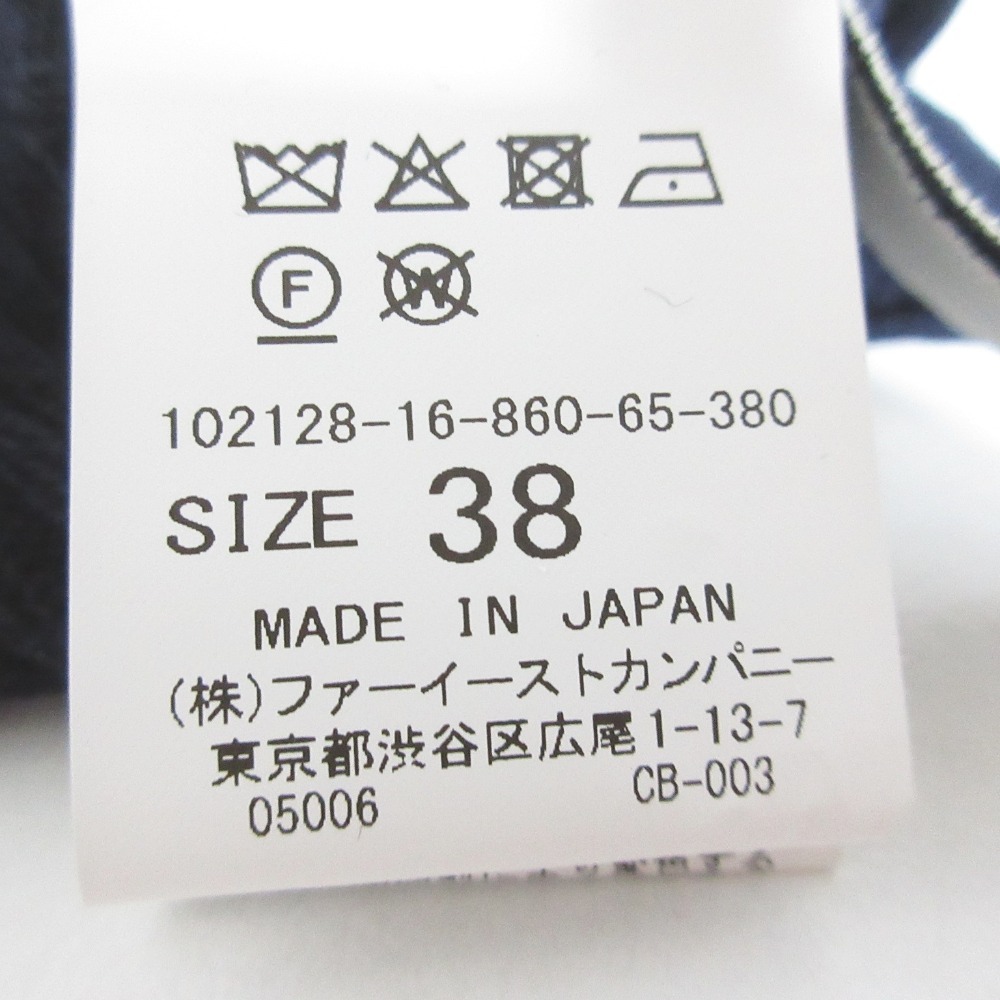 F W
102128-16-860-65-380
SIZE 38
MADE IN JAPAN
(株)ファーイーストカンパニー
東京都渋谷区広尾1-13-7
05006 CB-003